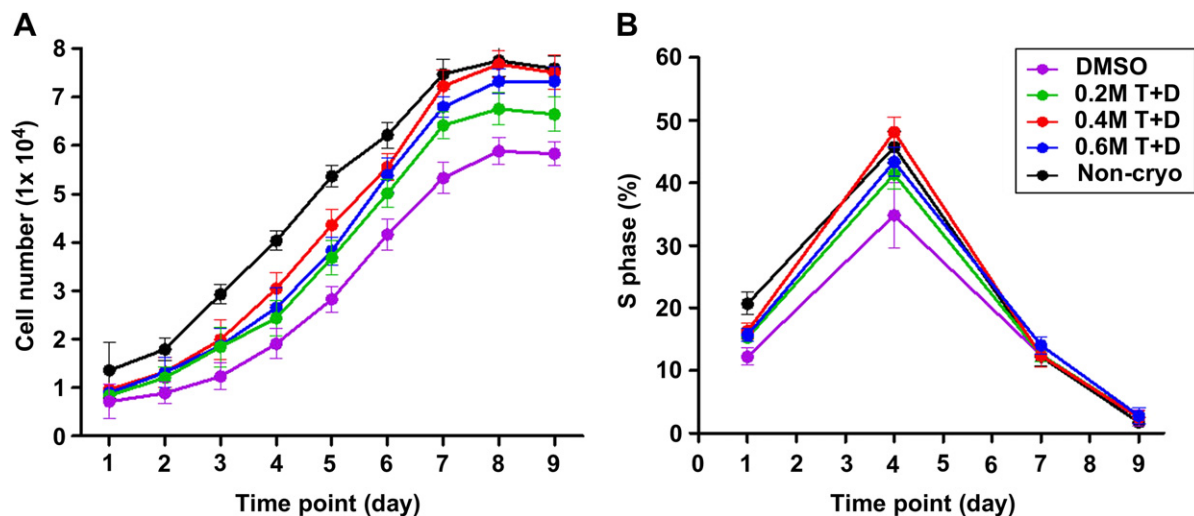 A
Cell number (1x 10⁴)
8
7
6
5
4
3
2
1
0
1 2 3 4 5 6 7 8 9
Time point (day)
B
S phase (%)
60
50
40
30
20
10
0
0 1 2 3 4 5 6 7 8 9
Time point (day)
DMSO
0.2M T+D
0.4M T+D
0.6M T+D
Non-cryo